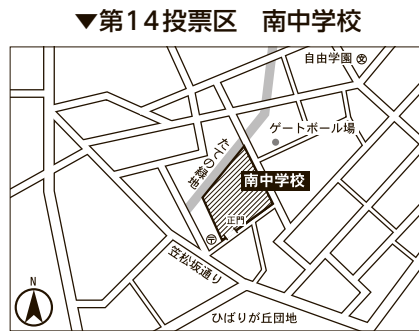 ▼第14投票区　南中学校
自由学園
文
ゲートボール場
たての緑地
南中学校
正門
〒
笠松坂通り
N
ひばりが丘団地